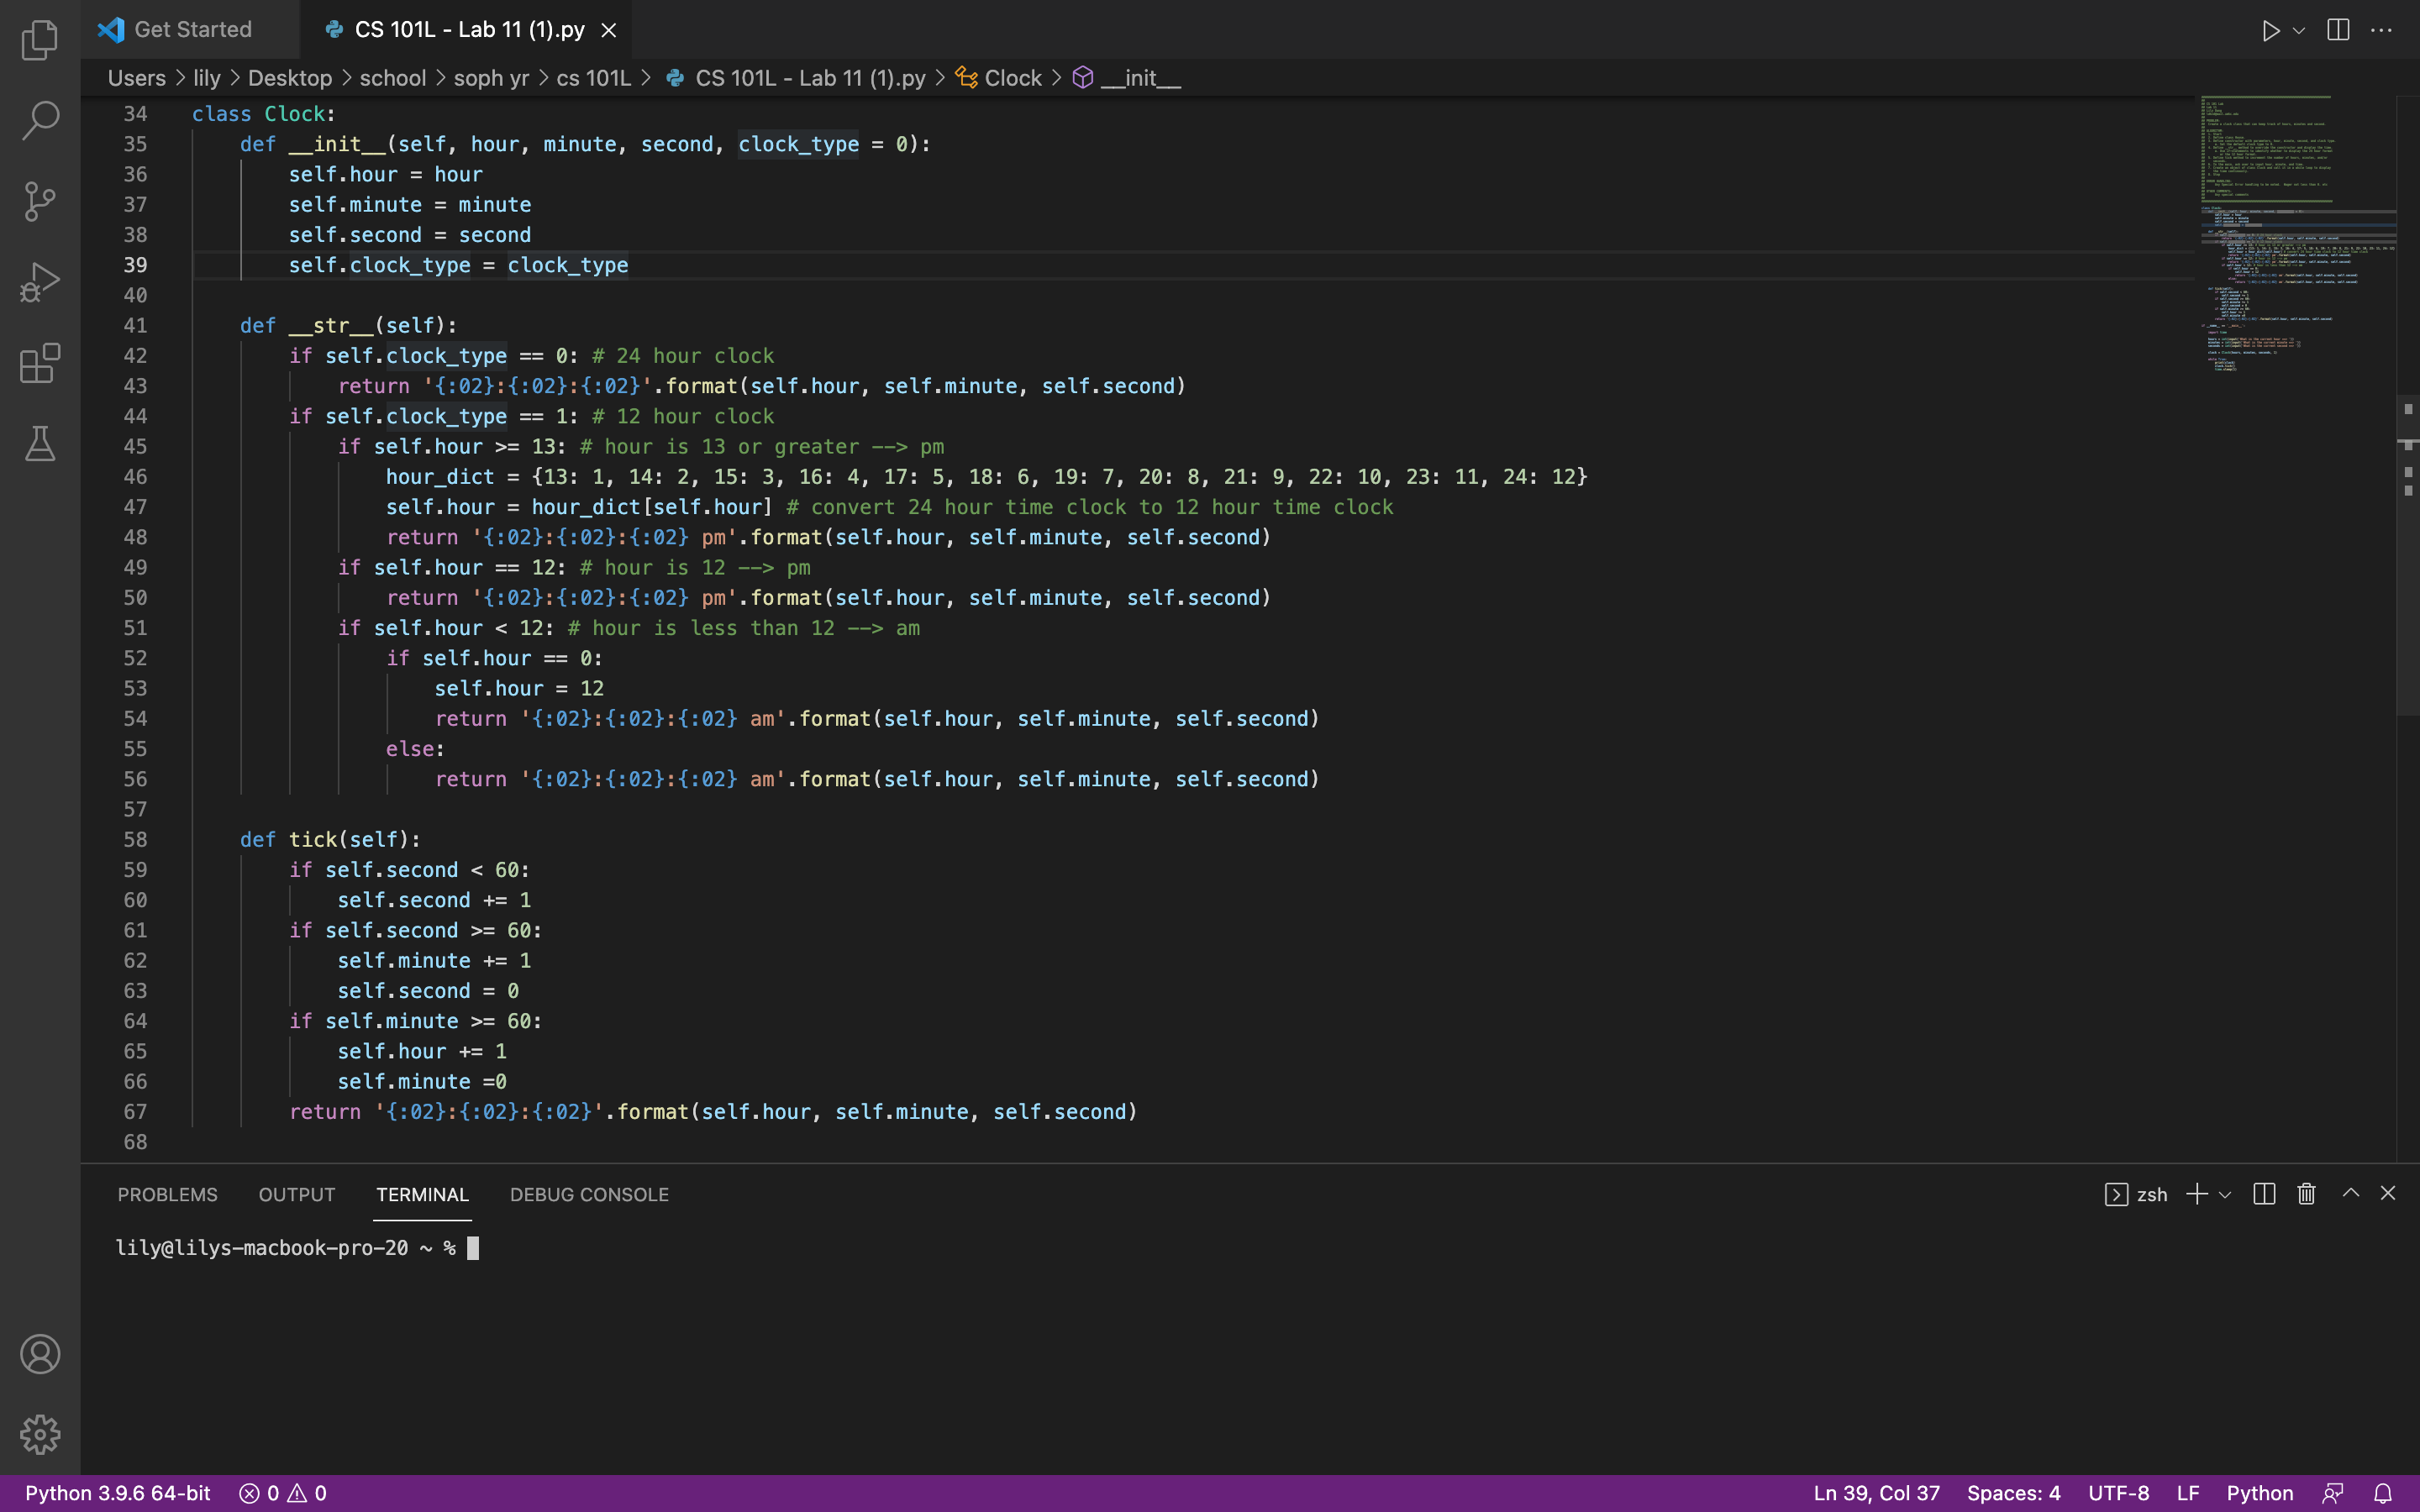 Get Started
CS 101L - Lab 11 (1).py
Users > lily > Desktop > school > soph yr > cs 101L > CS 101L - Lab 11 (1).py > Clock > __init__
34 class Clock:
35     def __init__(self, hour, minute, second, clock_type = 0):
36         self.hour = hour
37         self.minute = minute
38         self.second = second
39         self.clock_type = clock_type
40
41     def __str__(self):
42         if self.clock_type == 0: # 24 hour clock
43             return '{:02}:{:02}:{:02}'.format(self.hour, self.minute, self.second)
44         if self.clock_type == 1: # 12 hour clock
45             if self.hour >= 13: # hour is 13 or greater --> pm
46                 hour_dict = {13: 1, 14: 2, 15: 3, 16: 4, 17: 5, 18: 6, 19: 7, 20: 8, 21: 9, 22: 10, 23: 11, 24: 12}
47                 self.hour = hour_dict[self.hour] # convert 24 hour time clock to 12 hour time clock
48                 return '{:02}:{:02}:{:02} pm'.format(self.hour, self.minute, self.second)
49             if self.hour == 12: # hour is 12 --> pm
50                 return '{:02}:{:02}:{:02} pm'.format(self.hour, self.minute, self.second)
51             if self.hour < 12: # hour is less than 12 --> am
52                 if self.hour == 0:
53                     self.hour = 12
54                     return '{:02}:{:02}:{:02} am'.format(self.hour, self.minute, self.second)
55                 else:
56                     return '{:02}:{:02}:{:02} am'.format(self.hour, self.minute, self.second)
57
58     def tick(self):
59         if self.second < 60:
60             self.second += 1
61         if self.second >= 60:
62             self.minute += 1
63             self.second = 0
64         if self.minute >= 60:
65             self.hour += 1
66             self.minute =0
67         return '{:02}:{:02}:{:02}'.format(self.hour, self.minute, self.second)
68
PROBLEMS OUTPUT TERMINAL DEBUG CONSOLE
zsh
lily@lilys-macbook-pro-20 ~ %
Python 3.9.6 64-bit 0 0
Ln 39, Col 37 Spaces: 4 UTF-8 LF Python